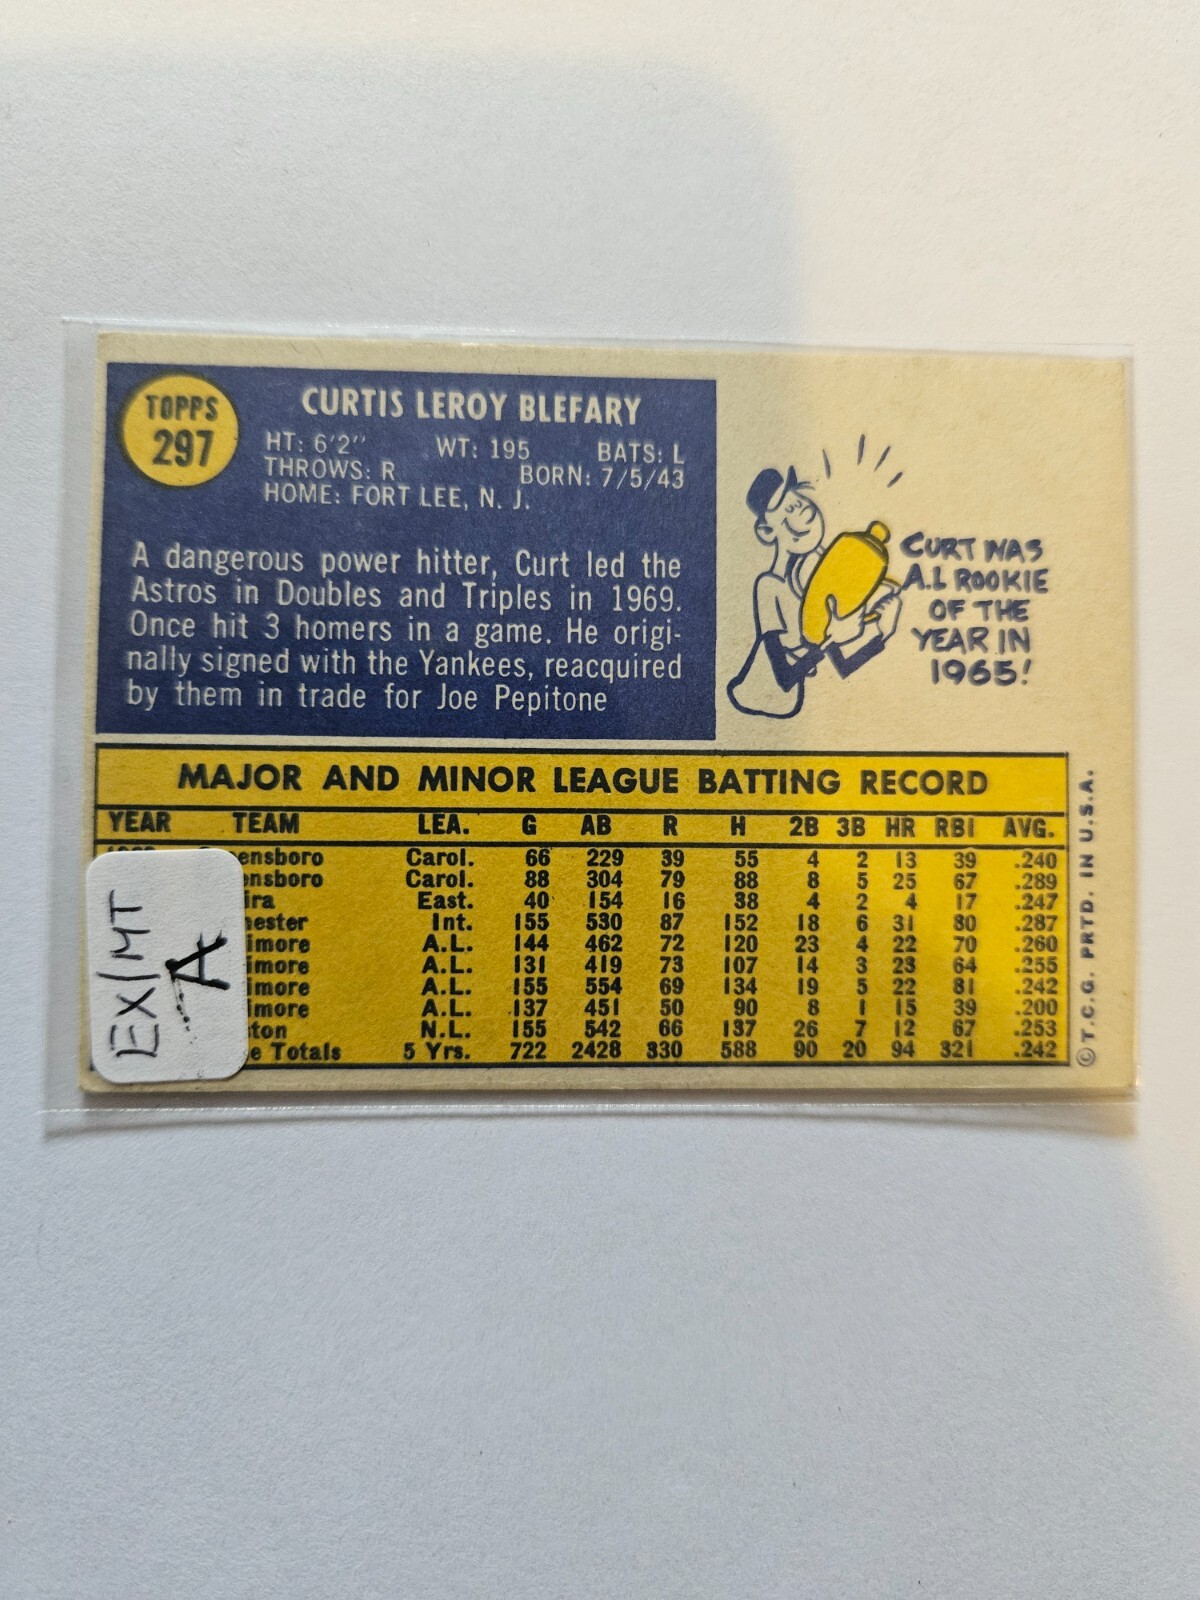 TOPPS
297
CURTIS LEROY BLEFARY
HT: 6'2" WT: 195 BATS: L
THROWS: R BORN: 7/5/43
HOME: FORT LEE, N. J.
A dangerous power hitter, Curt led the
Astros in Doubles and Triples in 1969.
Once hit 3 homers in a game. He origi-
nally signed with the Yankees, reacquired
by them in trade for Joe Pepitone
CURT WAS
A.L ROOKIE
OF THE
YEAR IN
1965!
MAJOR AND MINOR LEAGUE BATTING RECORD
YEAR TEAM LEA. G AB R H 2B 3B HR RBI AVG.
ensboro Carol. 66 229 39 55 4 2 13 39 .240
ensboro Carol. 88 304 79 88 8 5 25 67 .289
ira East. 40 154 16 38 4 2 4 17 .247
hester Int. 155 530 87 152 18 6 31 80 .287
imore A.L. 144 462 72 120 23 4 22 70 .260
imore A.L. 131 419 73 107 14 3 23 64 .255
imore A.L. 155 554 69 134 19 5 22 81 .242
imore A.L. 137 451 50 90 8 1 15 39 .200
ston N.L. 155 542 66 137 26 7 12 67 .253
e Totals 5 Yrs. 722 2428 330 588 90 20 94 321 .242
© T.C.G. PRTD. IN U.S.A.
EX/MT
A